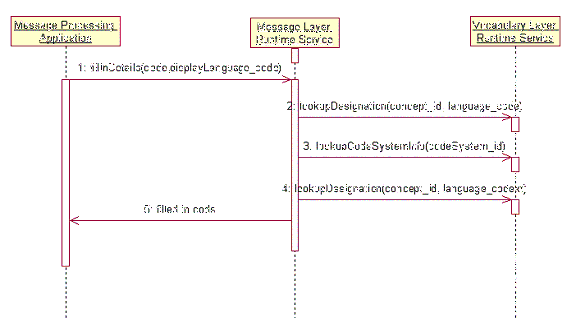 Message Processing
Application
Message Layer
Runtime Service
Vocabulary Layer
Runtime Service
1: fillInDetails(code,displayLanguage_code)
2: lookupDesignation(concept_id, language_code)
3: lookupCodeSystemInfo(codeSystem_id)
4: lookupDesignation(concept_id,
5: filled in code